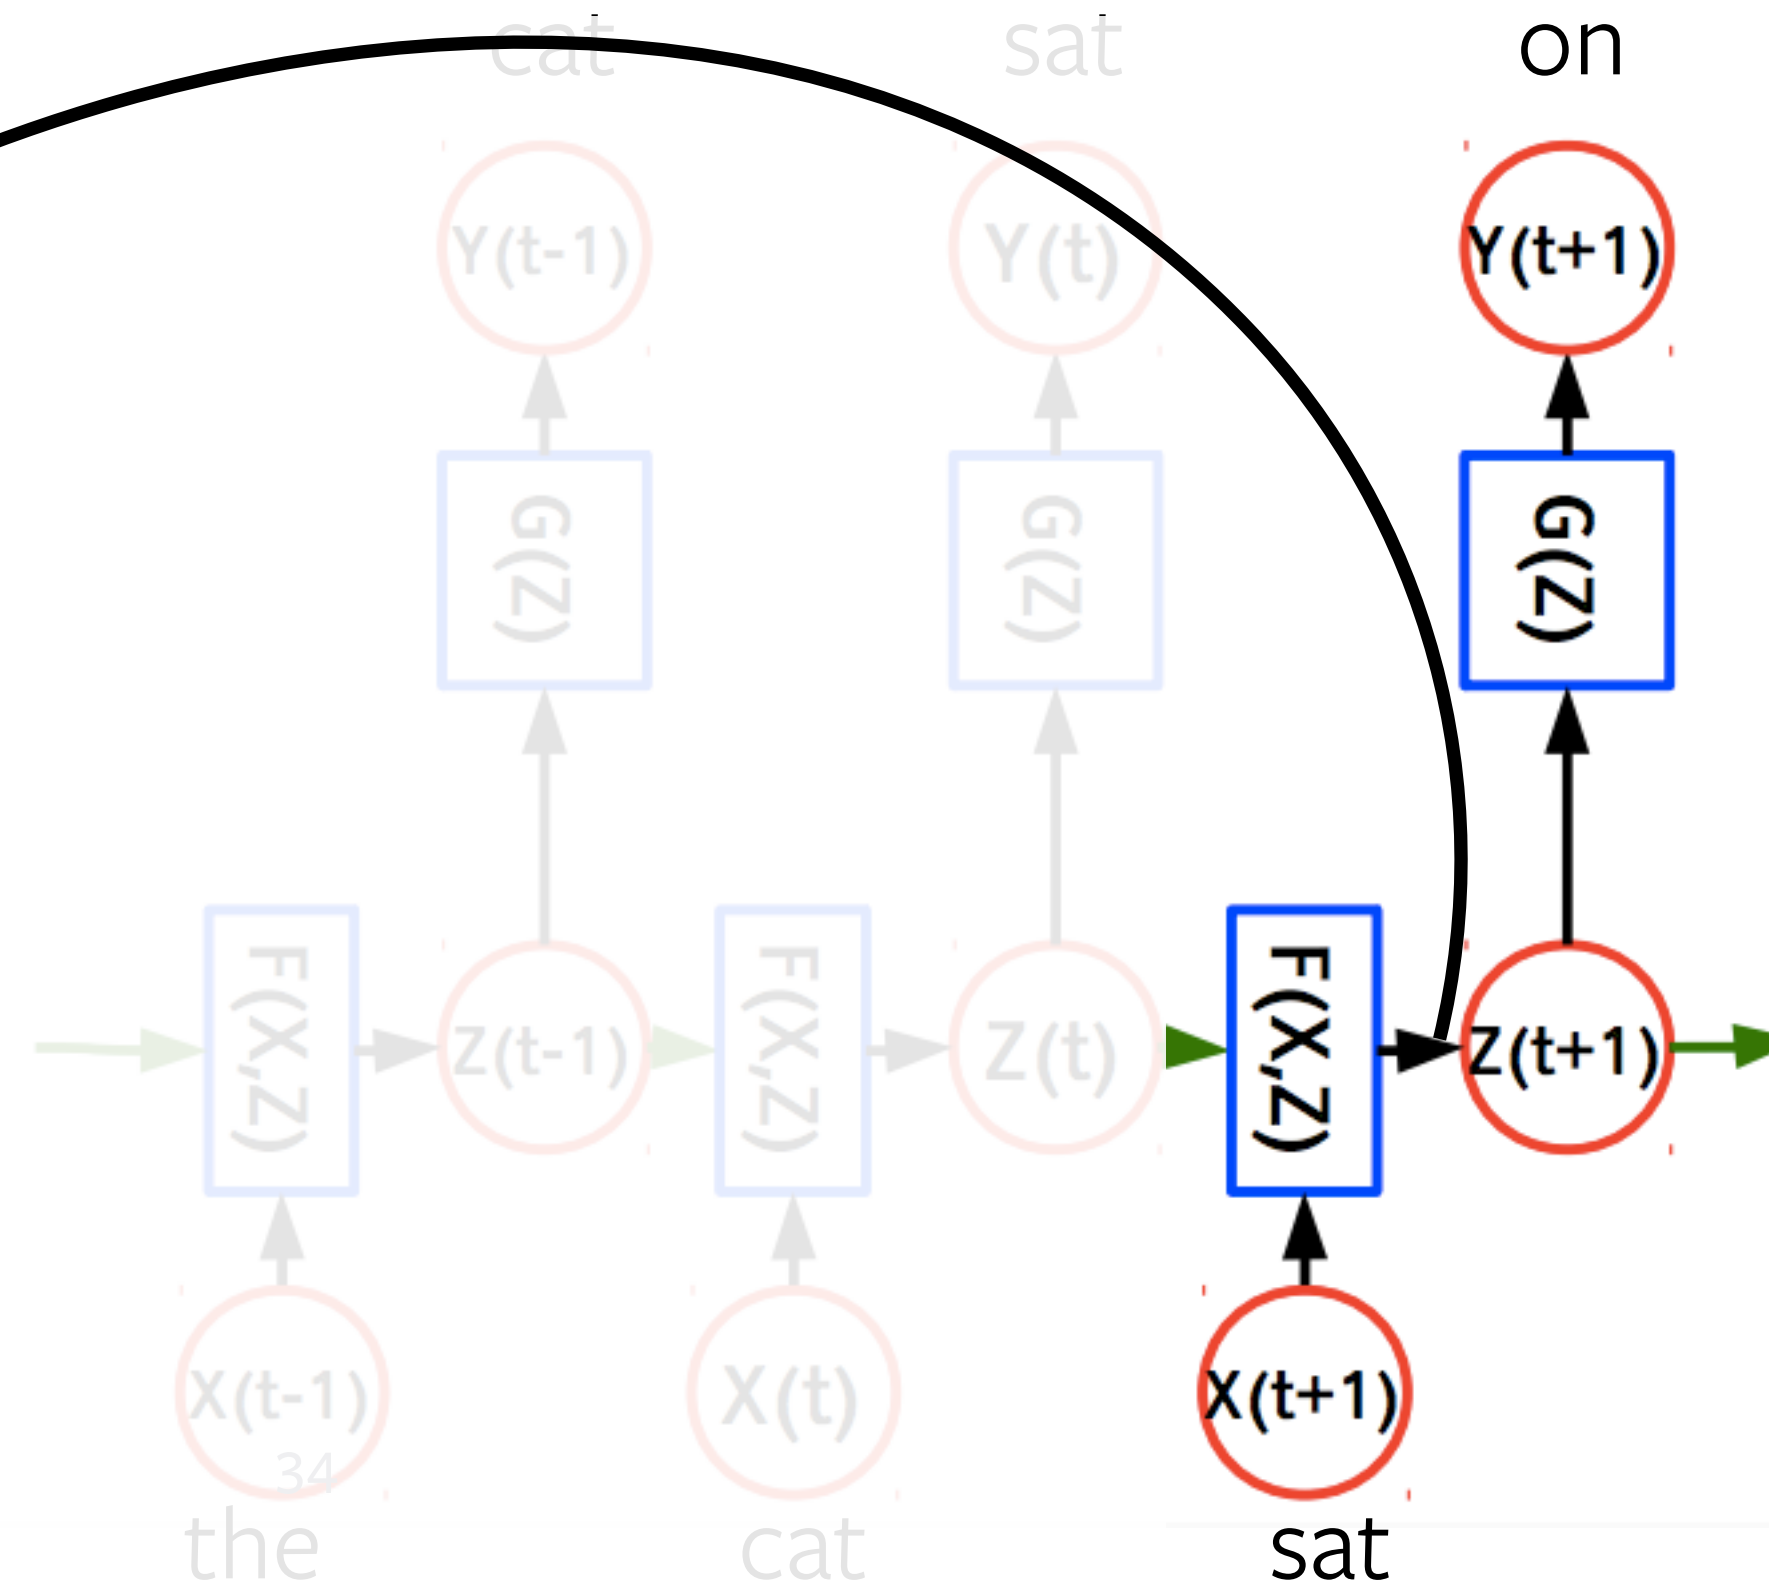 cat sat on
Y(t-1) Y(t) Y(t+1)
G(Z) G(Z) G(Z)
F(X,Z) Z(t-1) F(X,Z) Z(t) F(X,Z) Z(t+1)
X(t-1) X(t) X(t+1)
34
the cat sat